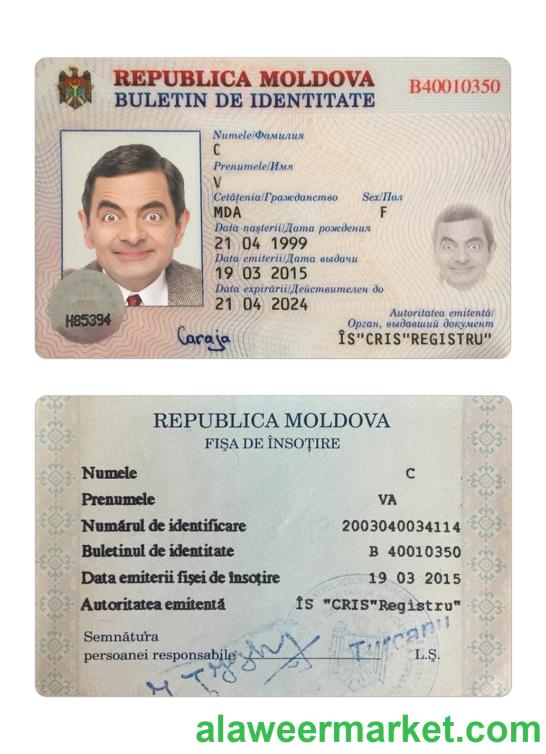 REPUBLICA MOLDOVA
BULETIN DE IDENTITATE
B40010350
Numele/Фамилия
C
Prenumele/Имя
V
Cetăţenia/Гражданство Sex/Пол
MDA F
Data naşterii/Дата рождения
21 04 1999
Data emiterii/Дата выдачи
19 03 2015
Data expirării/Действителен до
21 04 2024
Autoritatea emitentă/
Орган, выдавший документ
ÎS"CRIS"REGISTRU"
H85394
Caraja
REPUBLICA MOLDOVA
FIŞA DE ÎNSOŢIRE
Numele C
Prenumele VA
Numărul de identificare 2003040034114
Buletinul de identitate B 40010350
Data emiterii fişei de însoţire 19 03 2015
Autoritatea emitentă ÎS "CRIS"Registru"
Semnătura
persoanei responsabile L.Ş.
Turcanu
alaweermarket.com